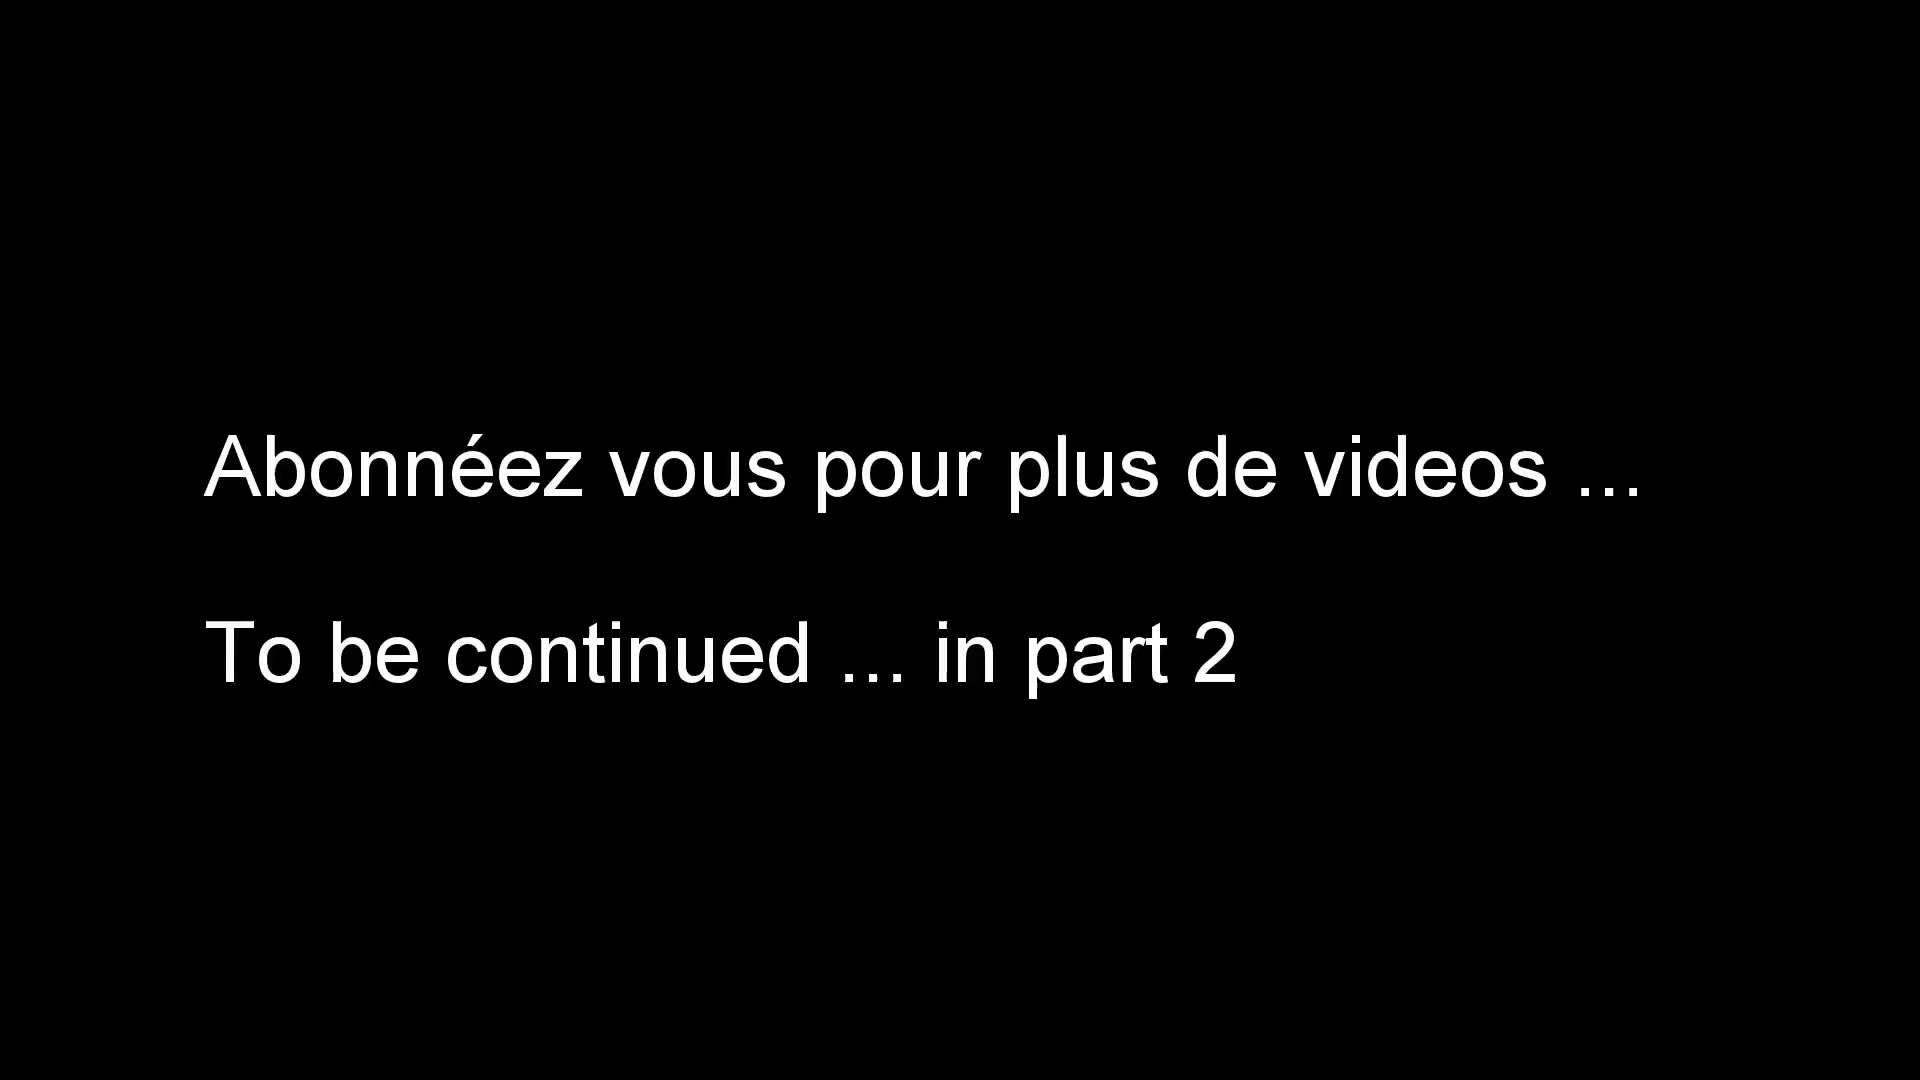 Abonnéez vous pour plus de videos ...
To be continued ... in part 2